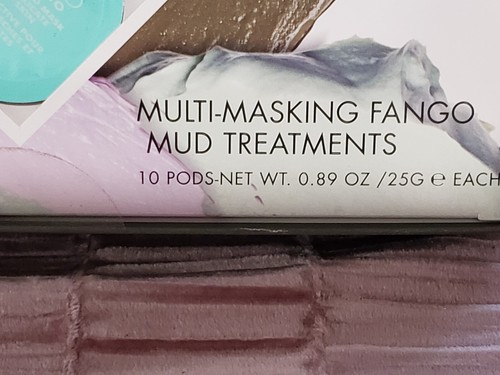 MULTI-MASKING FANGO
MUD TREATMENTS
10 PODS-NET WT. 0.89 OZ /25G ℮ EACH